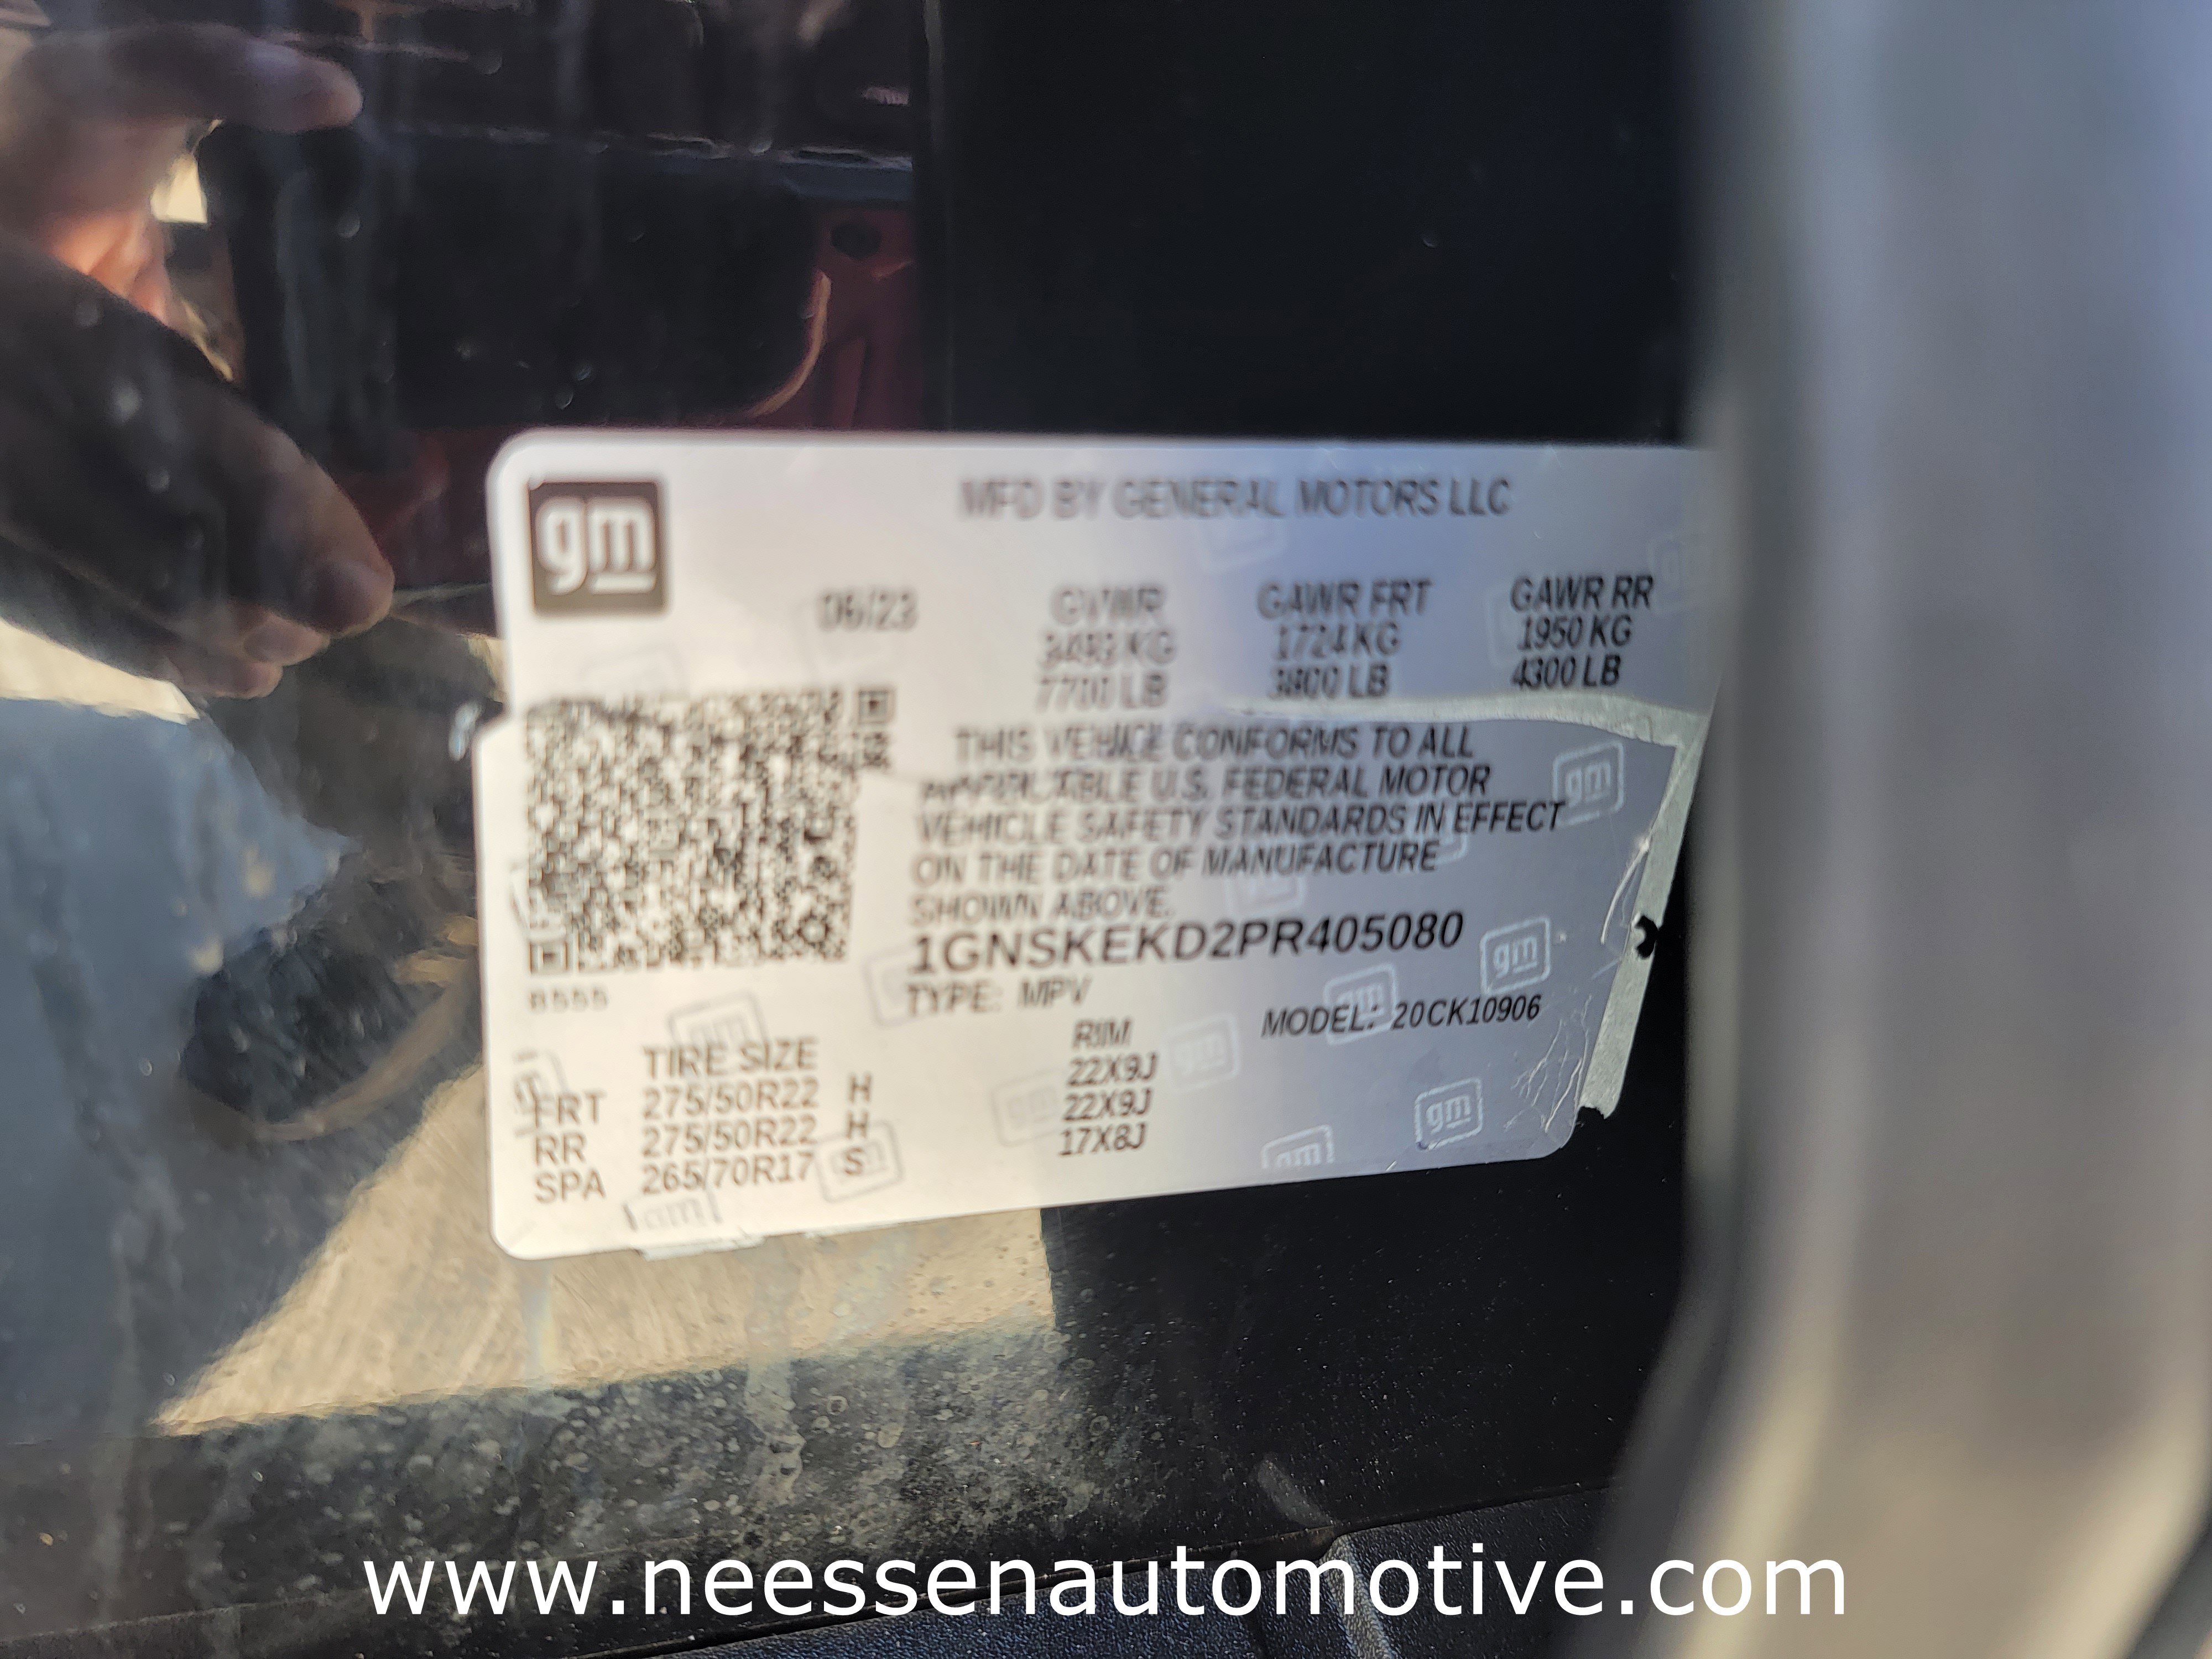 gm
MFD BY GENERAL MOTORS LLC
06/23 GVWR GAWR FRT GAWR RR
3493 KG 1724 KG 1950 KG
7700 LB 3800 LB 4300 LB
THIS VEHICLE CONFORMS TO ALL
APPLICABLE U.S. FEDERAL MOTOR
VEHICLE SAFETY STANDARDS IN EFFECT
ON THE DATE OF MANUFACTURE
SHOWN ABOVE.
1GNSKEKD2PR405080
TYPE: MPV MODEL: 20CK10906
TIRE SIZE RIM
FRT 275/50R22 H 22X9J
RR 275/50R22 H 22X9J
SPA 265/70R17 S 17X8J
www.neessenautomotive.com